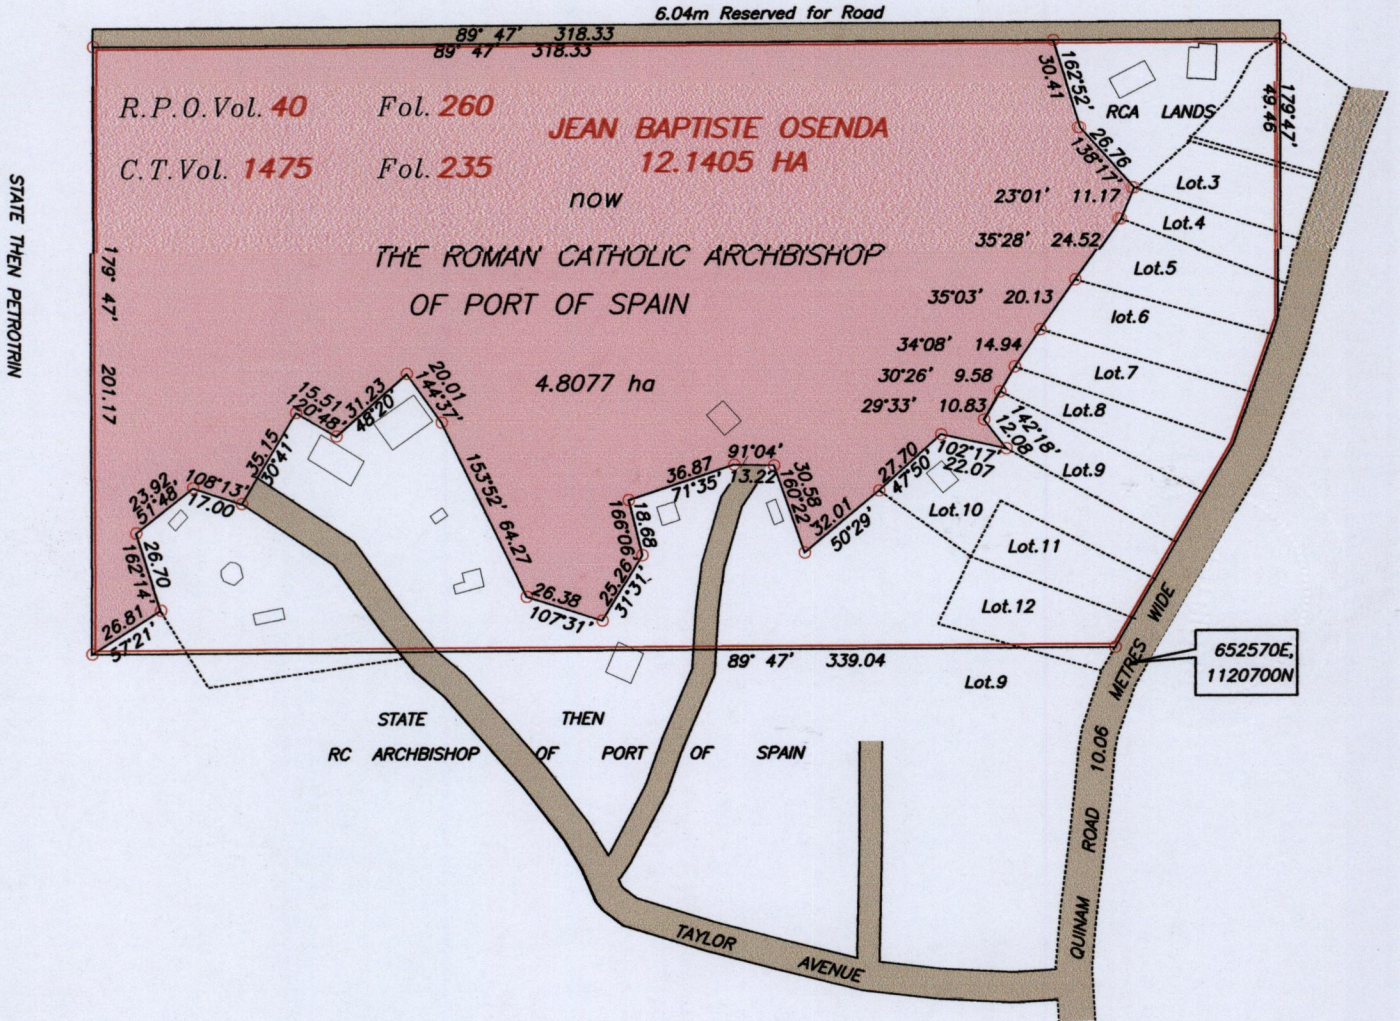 6.04m Reserved for Road
89° 47' 318.33
89° 47' 318.33
R.P.O.Vol. 40 Fol. 260
C.T.Vol. 1475 Fol. 235
JEAN BAPTISTE OSENDA
12.1405 HA
now
THE ROMAN CATHOLIC ARCHBISHOP
OF PORT OF SPAIN
4.8077 ha
STATE THEN PETROTRIN
179° 47' 201.17
162°52'
30.41
26.76
138°17'
RCA LANDS
179°47'
49.46
23°01' 11.17
35°28' 24.52
35°03' 20.13
34°08' 14.94
30°26' 9.58
29°33' 10.83
142°18'
12.08
102°17'
22.07
27.70
47°50'
32.01
50°29'
30.58
160°22'
91°04'
13.22
36.87
71°35'
18.68
166°06'
25.26
31°31'
26.38
107°31'
153°52' 64.27
20.01
144°37'
31.23
48°20'
15.51
120°48'
35.15
30°41'
108°13'
17.00
23.92
51°48'
26.70
162°14'
26.81
57°21'
Lot.3
Lot.4
Lot.5
lot.6
Lot.7
Lot.8
Lot.9
Lot.10
Lot.11
Lot.12
89° 47' 339.04
Lot.9
652570E,
1120700N
STATE THEN
RC ARCHBISHOP OF PORT OF SPAIN
QUINAM ROAD 10.06 METRES WIDE
TAYLOR AVENUE